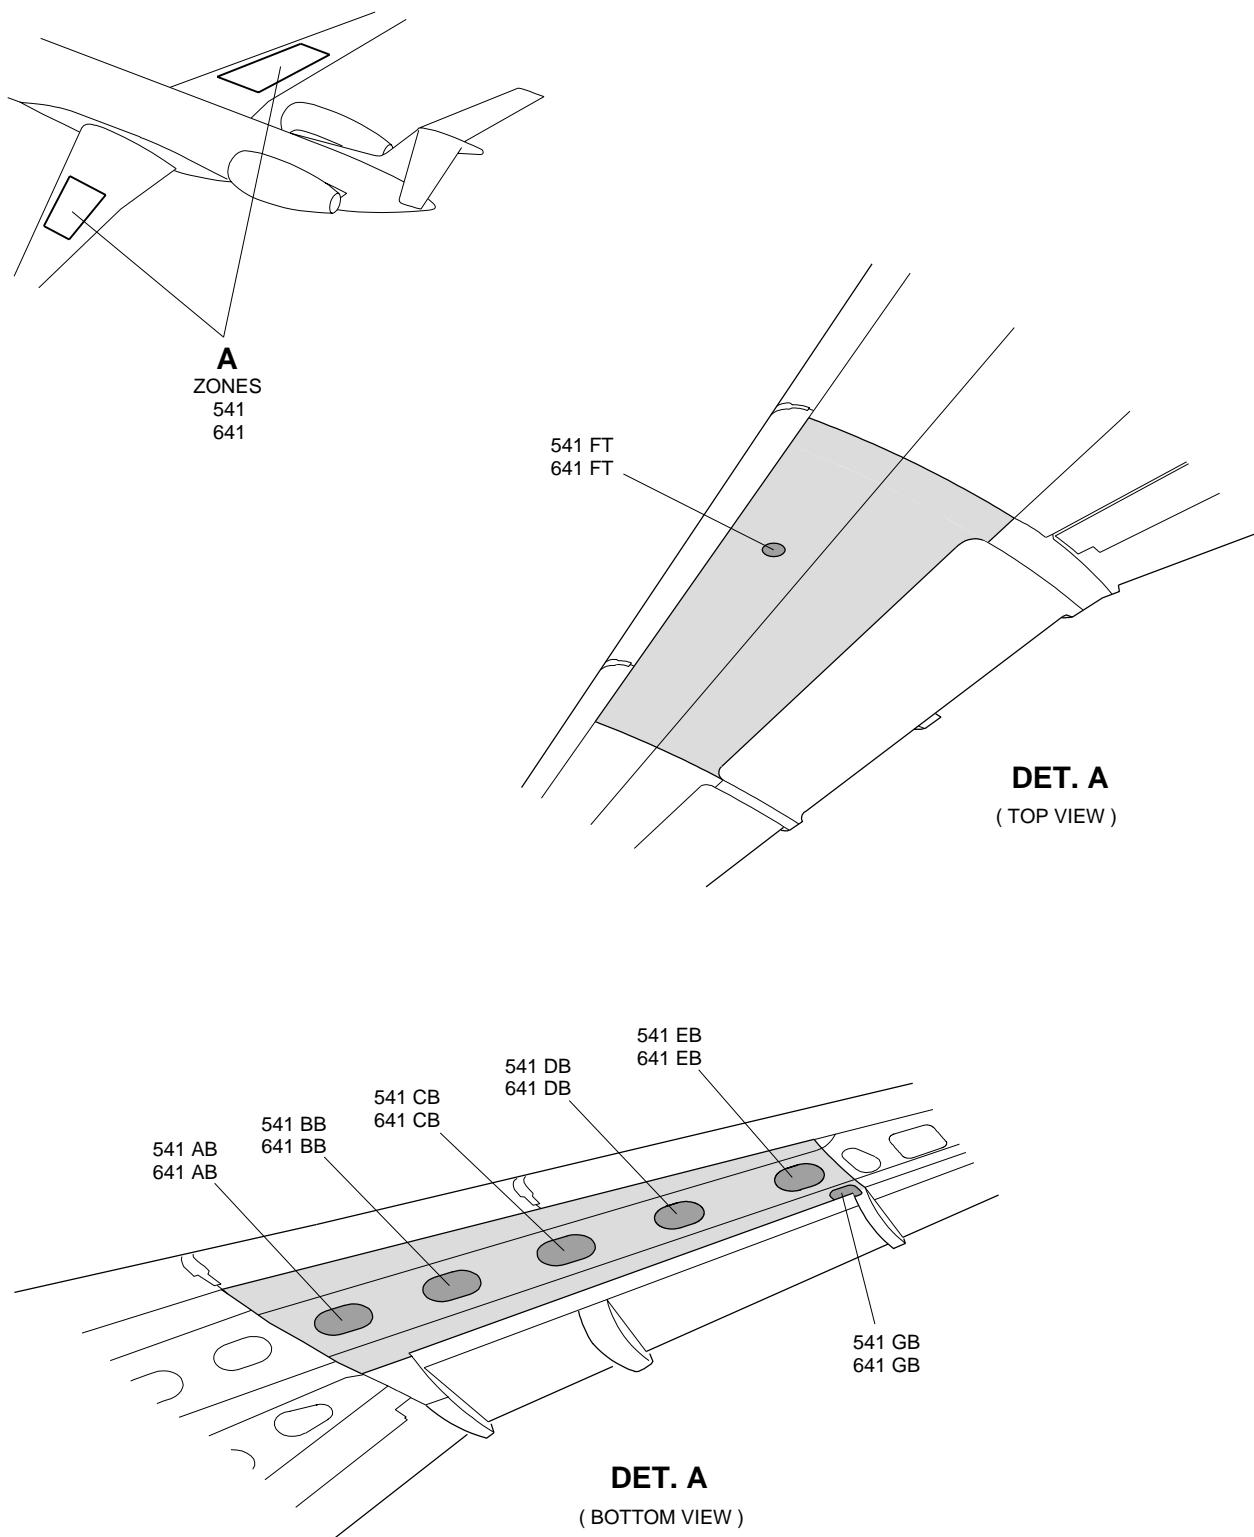 A
ZONES
541
641
541 FT
641 FT
DET. A
( TOP VIEW )
541 EB
641 EB
541 DB
641 DB
541 CB
641 CB
541 BB
641 BB
541 AB
641 AB
541 GB
641 GB
DET. A
( BOTTOM VIEW )